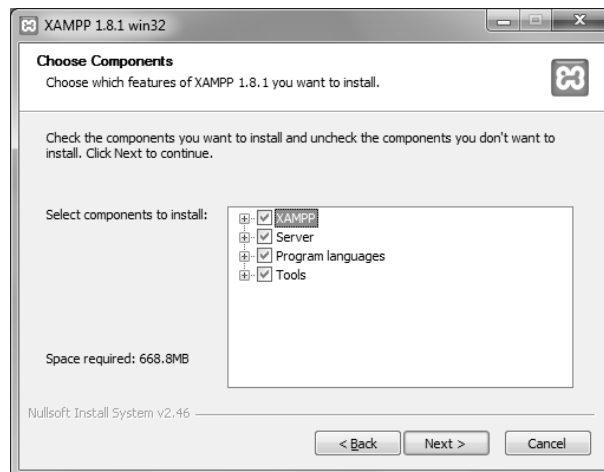 XAMPP 1.8.1 win32
Choose Components
Choose which features of XAMPP 1.8.1 you want to install.
Check the components you want to install and uncheck the components you don't want to
install. Click Next to continue.
Select components to install:
XAMPP
Server
Program languages
Tools
Space required: 668.8MB
Nullsoft Install System v2.46
< Back
Next >
Cancel